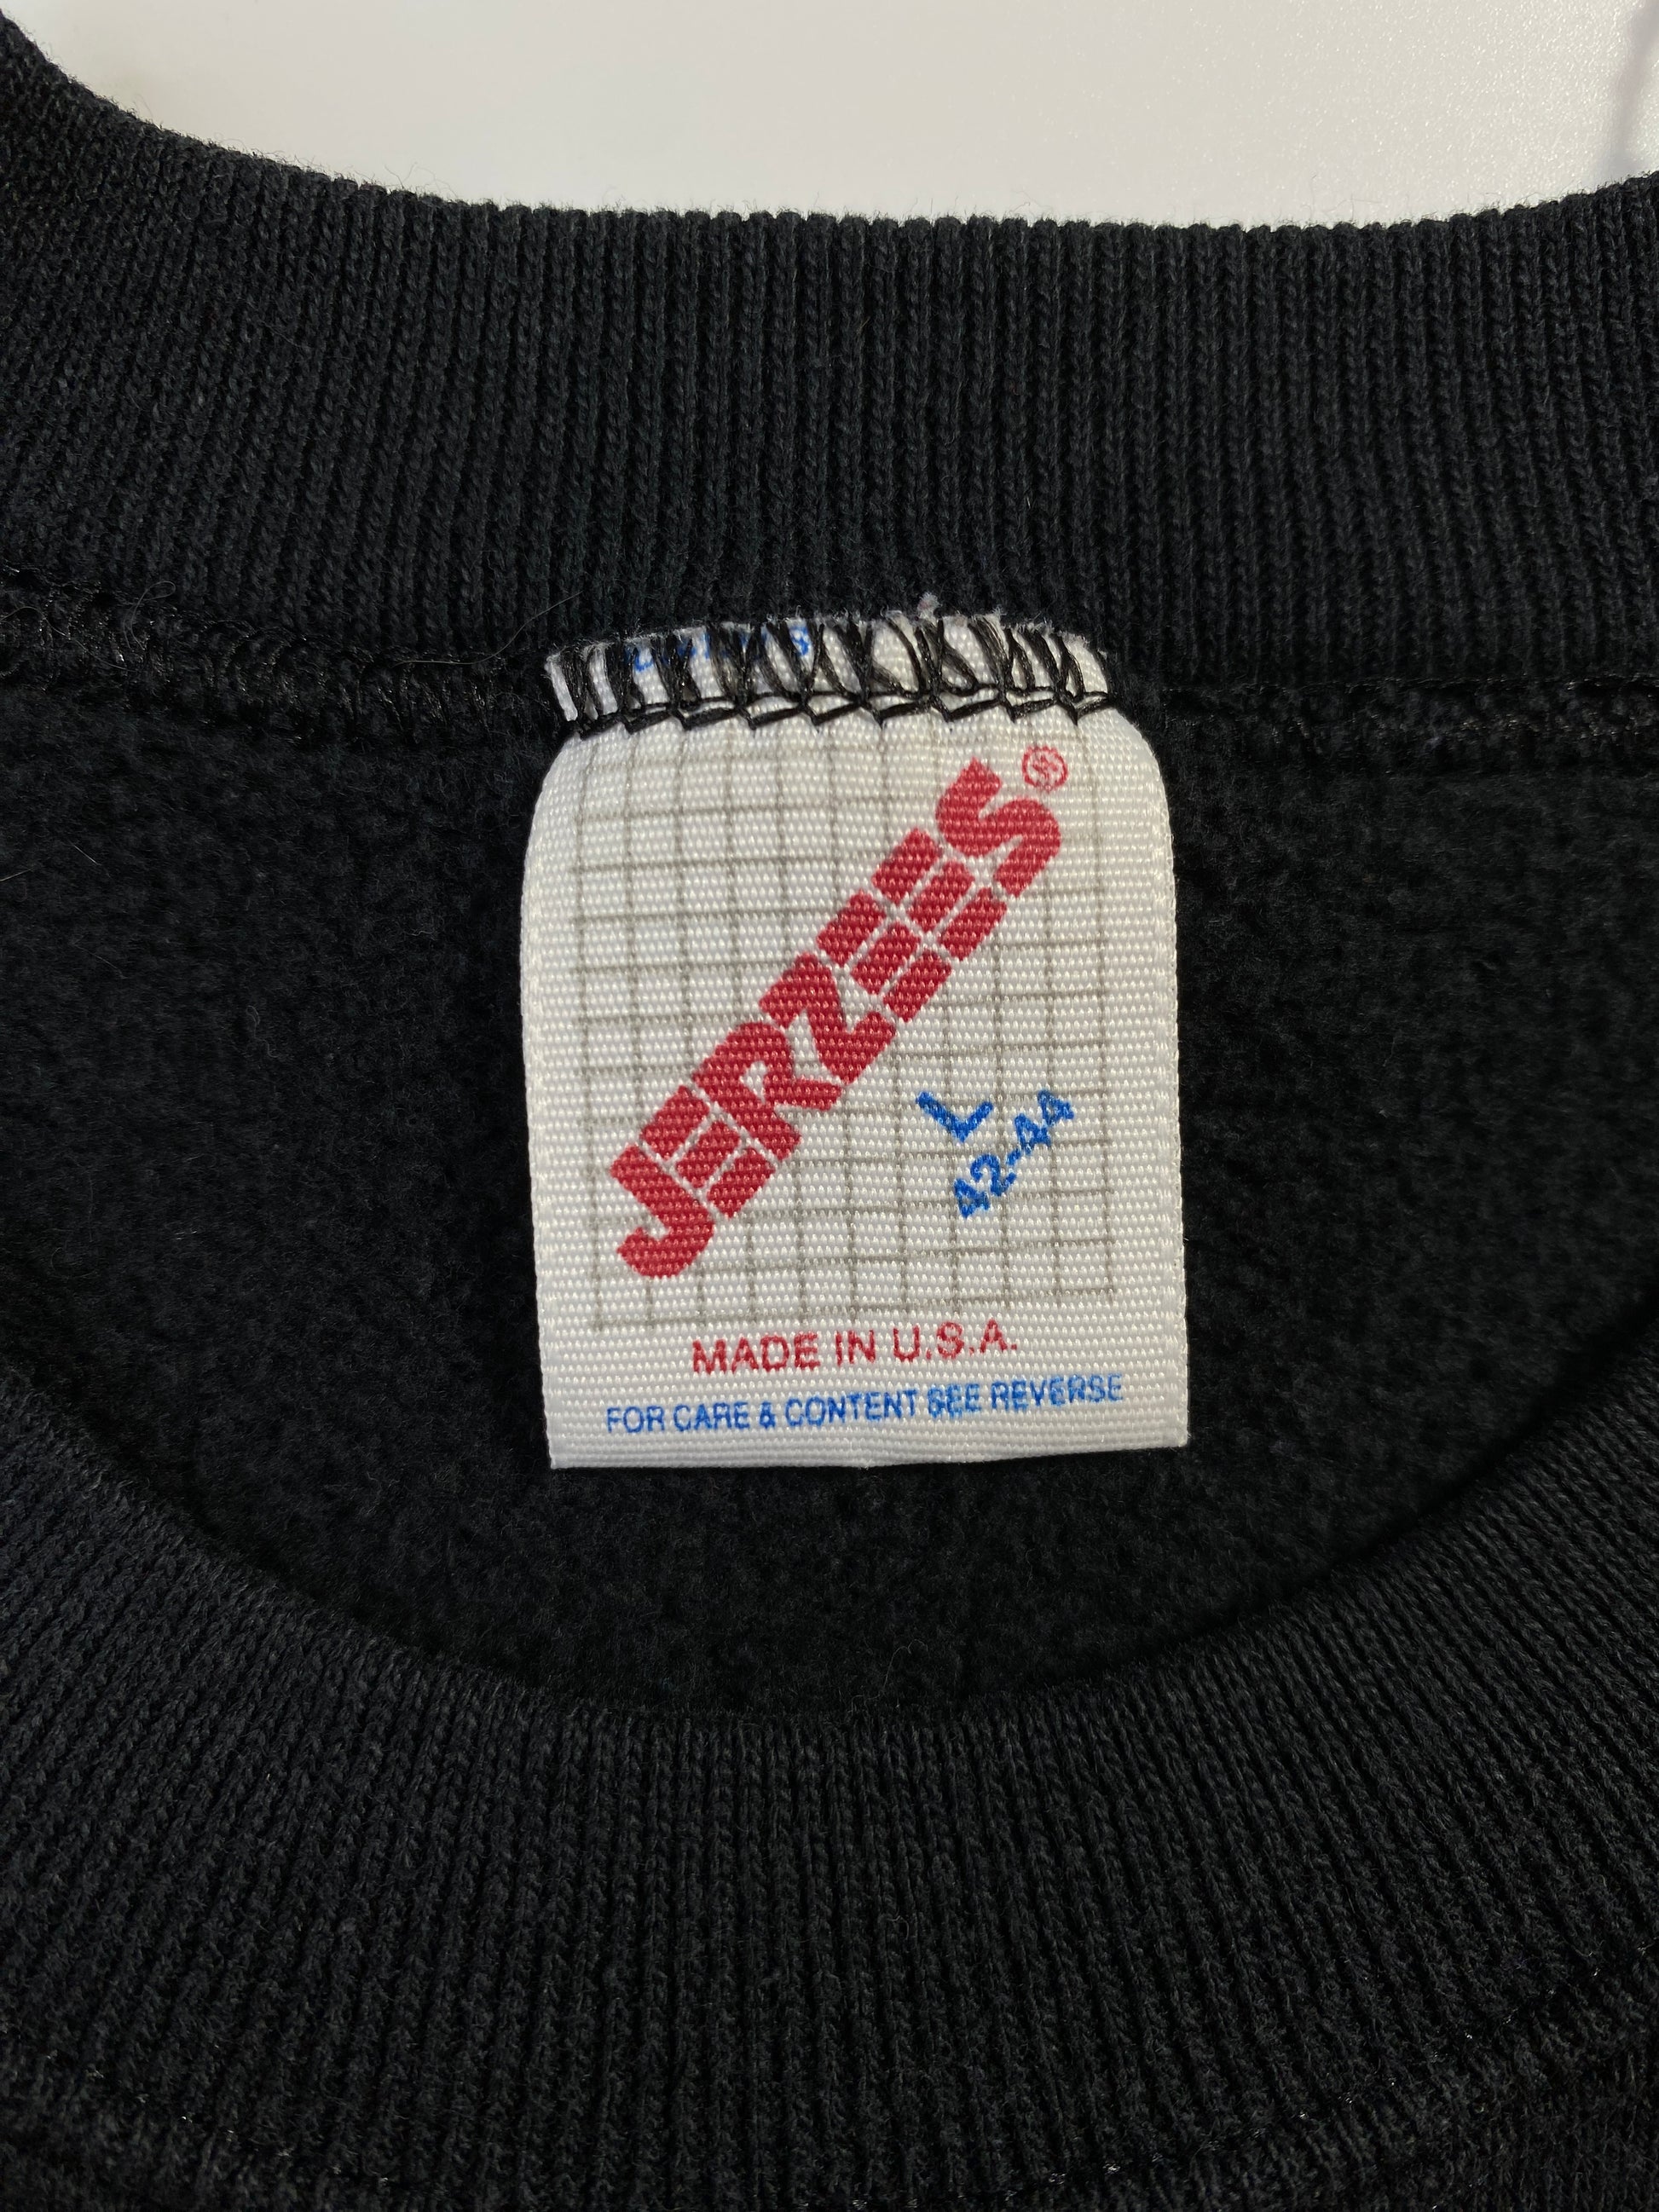 JERZEES®
L
42-44
MADE IN U.S.A.
FOR CARE & CONTENT SEE REVERSE